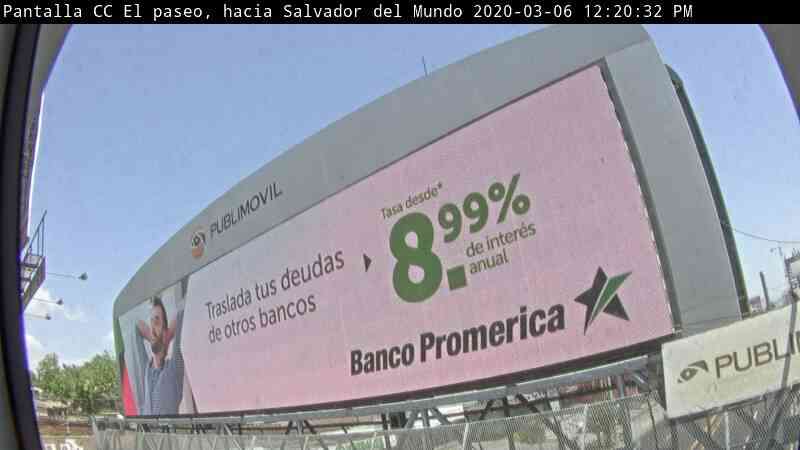 Pantalla CC El paseo, hacia Salvador del Mundo 2020-03-06 12:20:32 PM
PUBLIMOVIL
Traslada tus deudas
de otros bancos
Tasa desde*
8.99%
de interés
anual
Banco Promerica
PUBLI